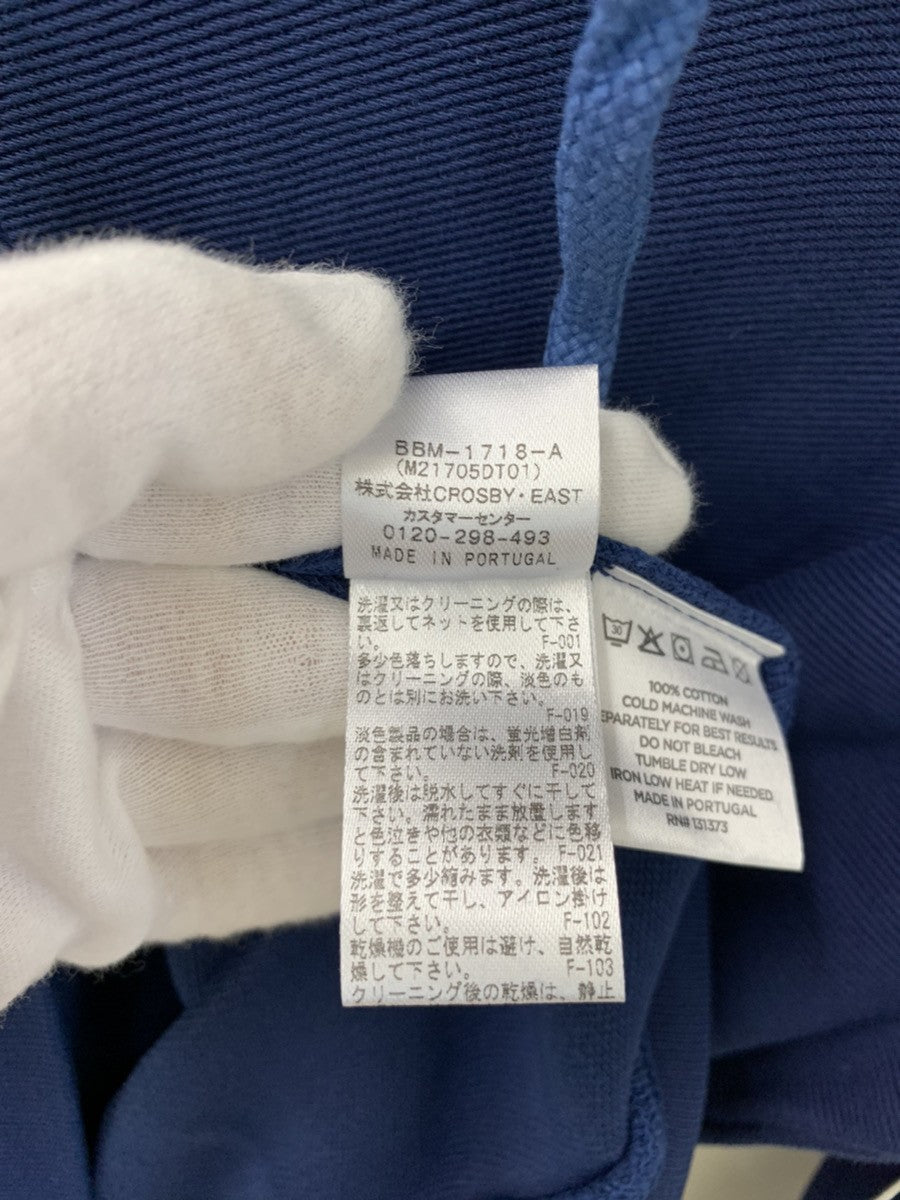 BBM-1718-A
(M21705DT01)
株式会社CROSBY・EAST
カスタマーセンター
0120-298-493
MADE IN PORTUGAL
洗濯又はクリーニングの際は、
裏返してネットを使用して下さ
い。 F-001
多少色落ちしますので、洗濯又
はクリーニングの際、淡色のも
のとは別にお洗い下さい。
F-019
淡色製品の場合は、蛍光増白剤
の含まれていない洗剤を使用し
て下さい。 F-020
洗濯後は脱水してすぐに干して
下さい。濡れたまま放置します
と色泣きや他の衣類などに色移
りすることがあります。 F-021
洗濯で多少縮みます。洗濯後は
形を整えて干し、アイロン掛け
して下さい。 F-102
乾燥機のご使用は避け、自然乾
燥して下さい。 F-103
クリーニング後の乾燥は、静止
30
100% COTTON
COLD MACHINE WASH
EPARATELY FOR BEST RESULTS
DO NOT BLEACH
TUMBLE DRY LOW
IRON LOW HEAT IF NEEDED
MADE IN PORTUGAL
RN# 131373